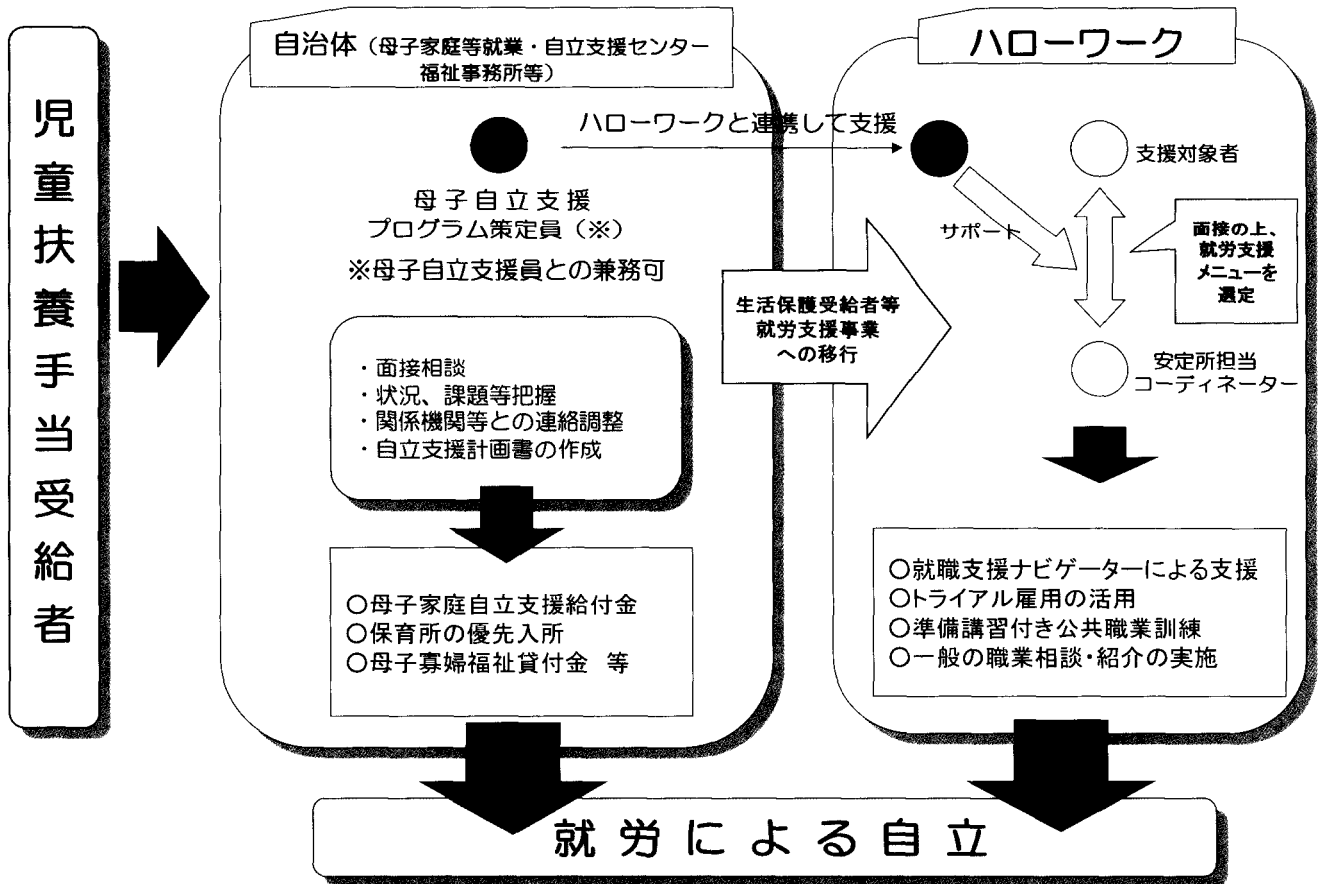 児童扶養手当受給者
自治体（母子家庭等就業・自立支援センター
福祉事務所等）
ハローワークと連携して支援
母子自立支援
プログラム策定員（※）
※母子自立支援員との兼務可
・面接相談
・状況、課題等把握
・関係機関等との連絡調整
・自立支援計画書の作成
○母子家庭自立支援給付金
○保育所の優先入所
○母子寡婦福祉貸付金 等
生活保護受給者等
就労支援事業
への移行
ハローワーク
支援対象者
サポート
面接の上、
就労支援
メニューを
選定
安定所担当
コーディネーター
○就職支援ナビゲーターによる支援
○トライアル雇用の活用
○準備講習付き公共職業訓練
○一般の職業相談・紹介の実施
就労による自立